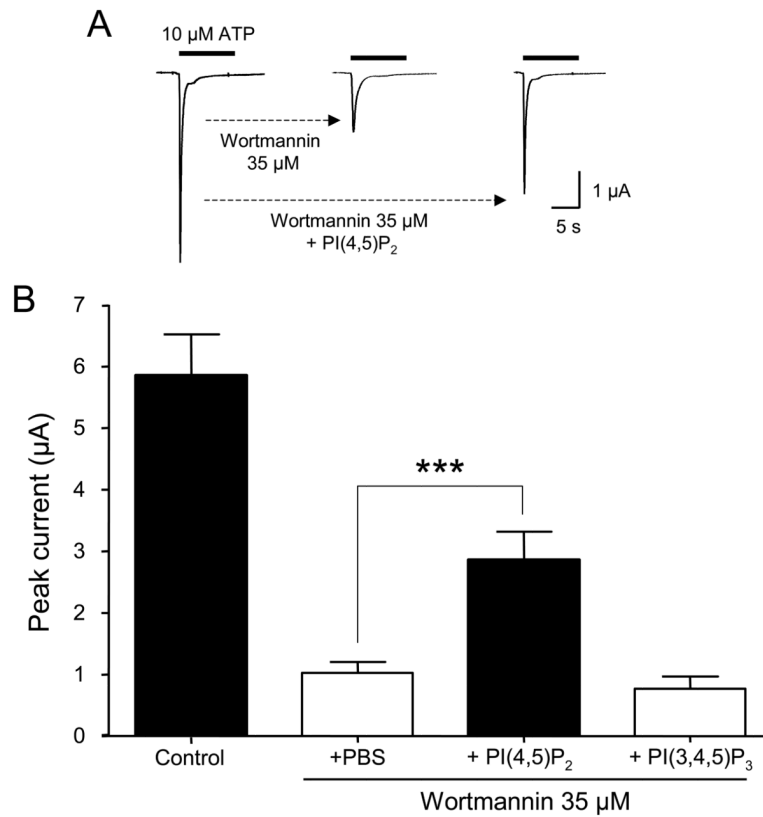 A
10 µM ATP
Wortmannin
35 µM
Wortmannin 35 µM
+ PI(4,5)P₂
1 µA
5 s
B
Peak current (µA)
7
6
5
4
3
2
1
0
***
Control
+PBS
+ PI(4,5)P₂
+ PI(3,4,5)P₃
Wortmannin 35 µM